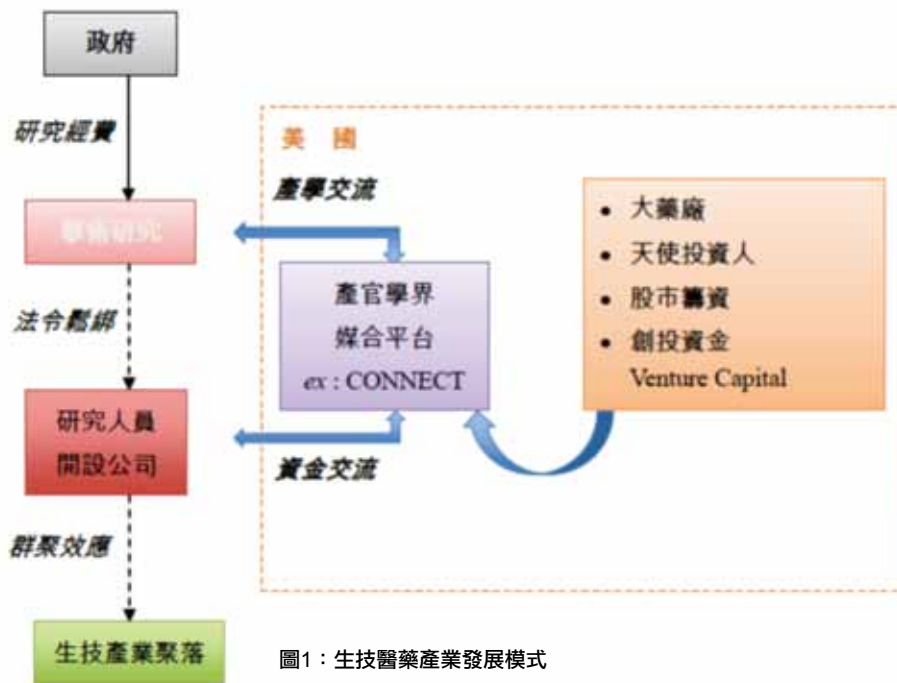 政府
研究經費
美 國
產學交流
學術研究
法令鬆綁
產官學界
媒合平台
ex : CONNECT
• 大藥廠
• 天使投資人
• 股市籌資
• 創投資金
Venture Capital
研究人員
開設公司
資金交流
群聚效應
生技產業聚落
圖1：生技醫藥產業發展模式